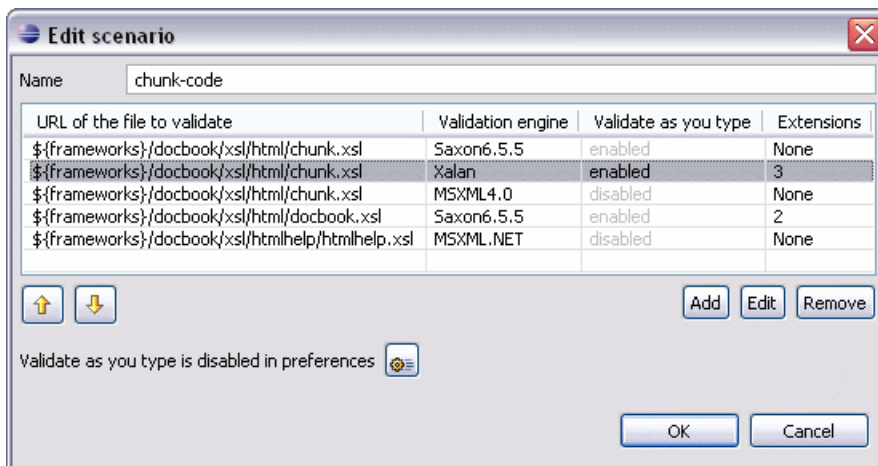 Edit scenario
Name chunk-code
URL of the file to validate Validation engine Validate as you type Extensions
${frameworks}/docbook/xsl/html/chunk.xsl Saxon6.5.5 enabled None
${frameworks}/docbook/xsl/html/chunk.xsl Xalan enabled 3
${frameworks}/docbook/xsl/html/chunk.xsl MSXML4.0 disabled None
${frameworks}/docbook/xsl/html/docbook.xsl Saxon6.5.5 enabled 2
${frameworks}/docbook/xsl/htmlhelp/htmlhelp.xsl MSXML.NET disabled None
Add Edit Remove
Validate as you type is disabled in preferences
OK Cancel